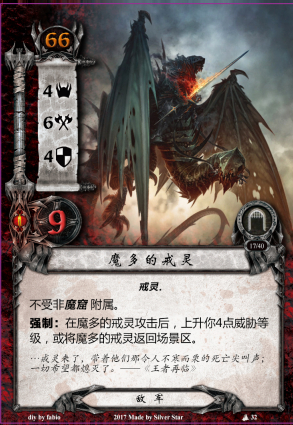 66
4
6
4
9
17/40
魔多的戒灵
戒灵.
不受非魔窟 附属。
强制：在魔多的戒灵攻击后，上升你4点威胁等
级，或将魔多的戒灵返回场景区。
…戒灵来了，带着他们那令人不寒而栗的死亡尖叫声；
一切希望都熄灭了。——《王者再临》
敌军
diy by fabio
2017 Made by Silver Star
32